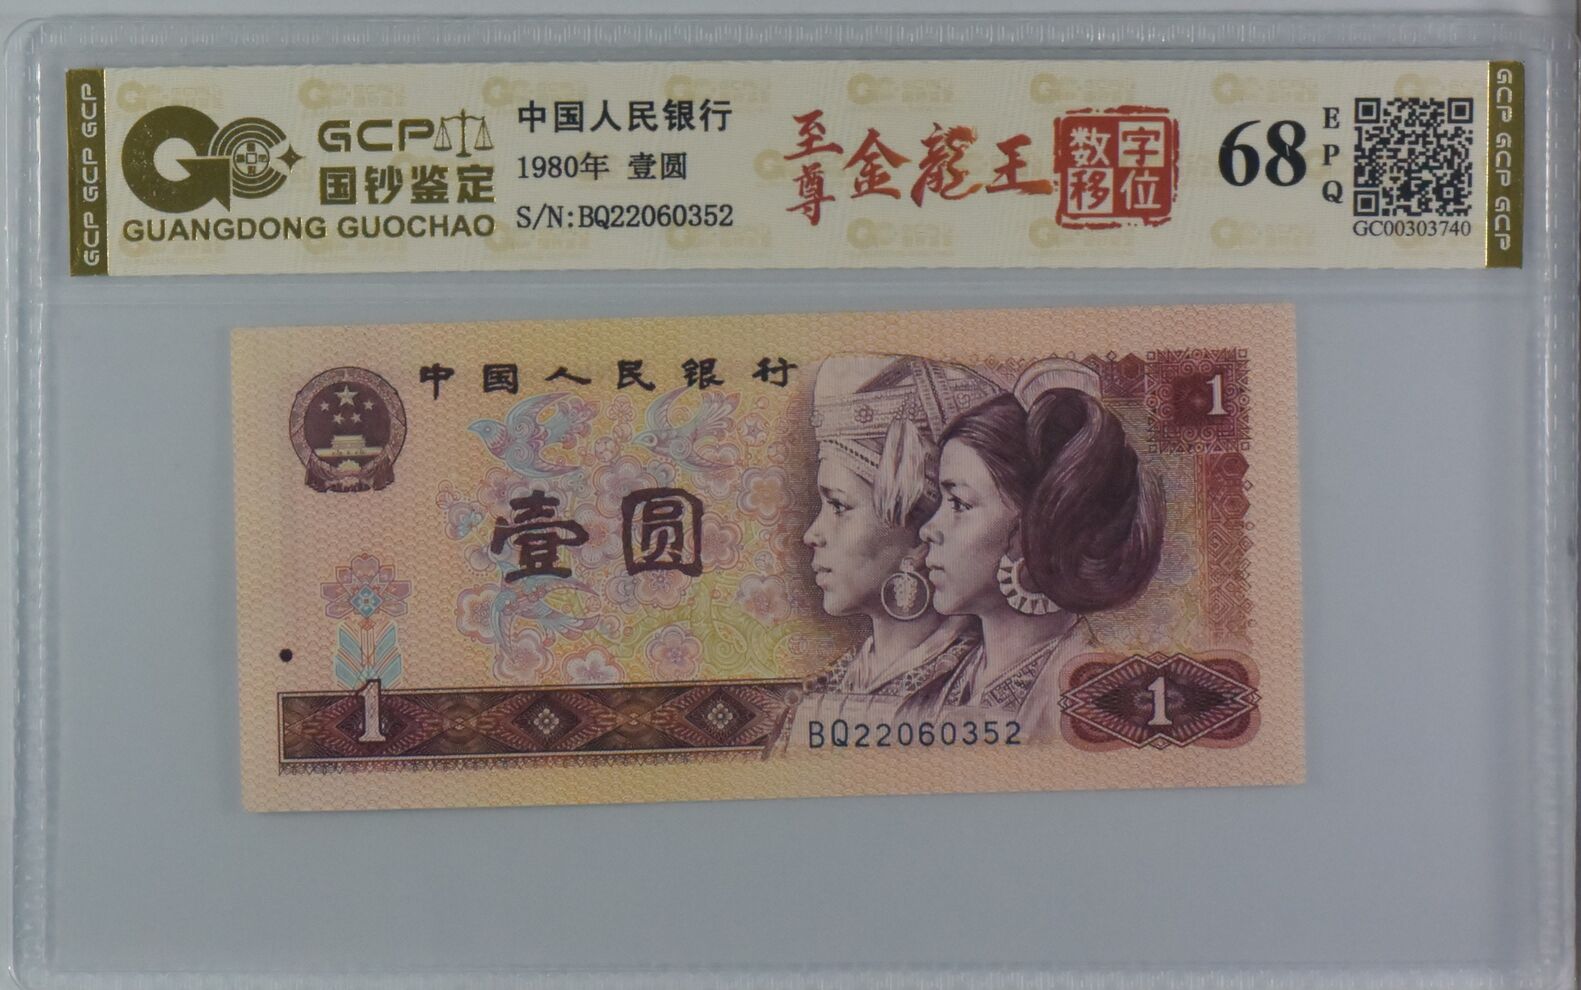 GCP GCP GCP
GCP
国钞鉴定
GUANGDONG GUOCHAO
中国人民银行
1980年 壹圆
S/N:BQ22060352
至尊
金龍王
数字
移位
68
EPQ
GC00303740
GCP GCP GCP
中国人民银行
1
壹圆
1
BQ22060352
1